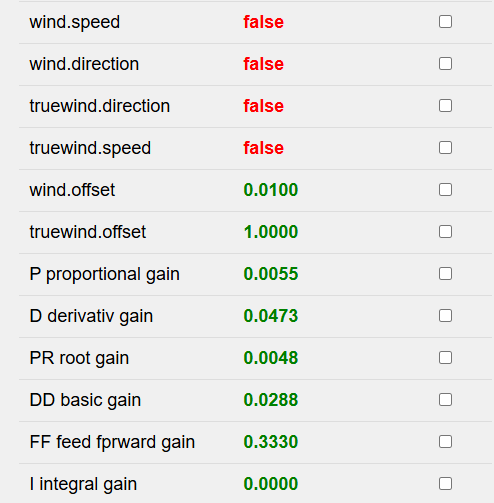 wind.speed false
wind.direction false
truewind.direction false
truewind.speed false
wind.offset 0.0100
truewind.offset 1.0000
P proportional gain 0.0055
D derivativ gain 0.0473
PR root gain 0.0048
DD basic gain 0.0288
FF feed fprward gain 0.3330
I integral gain 0.0000